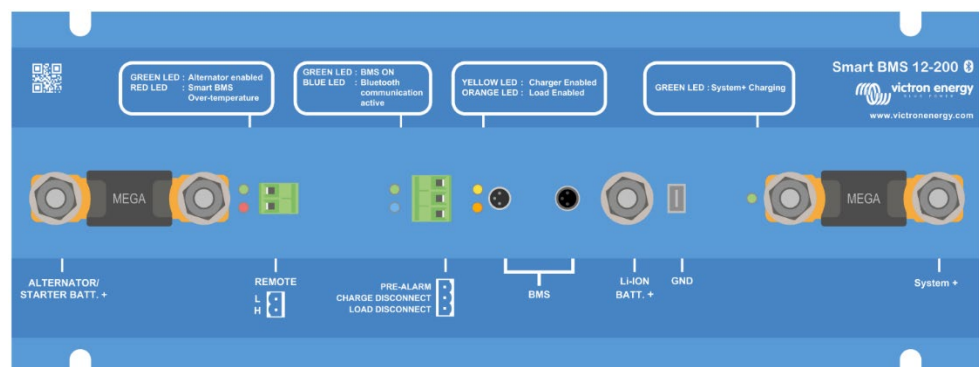 Smart BMS 12-200
victron energy
BLUE POWER
www.victronenergy.com
GREEN LED : Alternator enabled
RED LED : Smart BMS
Over-temperature
GREEN LED : BMS ON
BLUE LED : Bluetooth
communication
active
YELLOW LED : Charger Enabled
ORANGE LED : Load Enabled
GREEN LED : System+ Charging
MEGA
MEGA
ALTERNATOR/
STARTER BATT. +
REMOTE
L
H
PRE-ALARM
CHARGE DISCONNECT
LOAD DISCONNECT
BMS
Li-ION
BATT. +
GND
System +